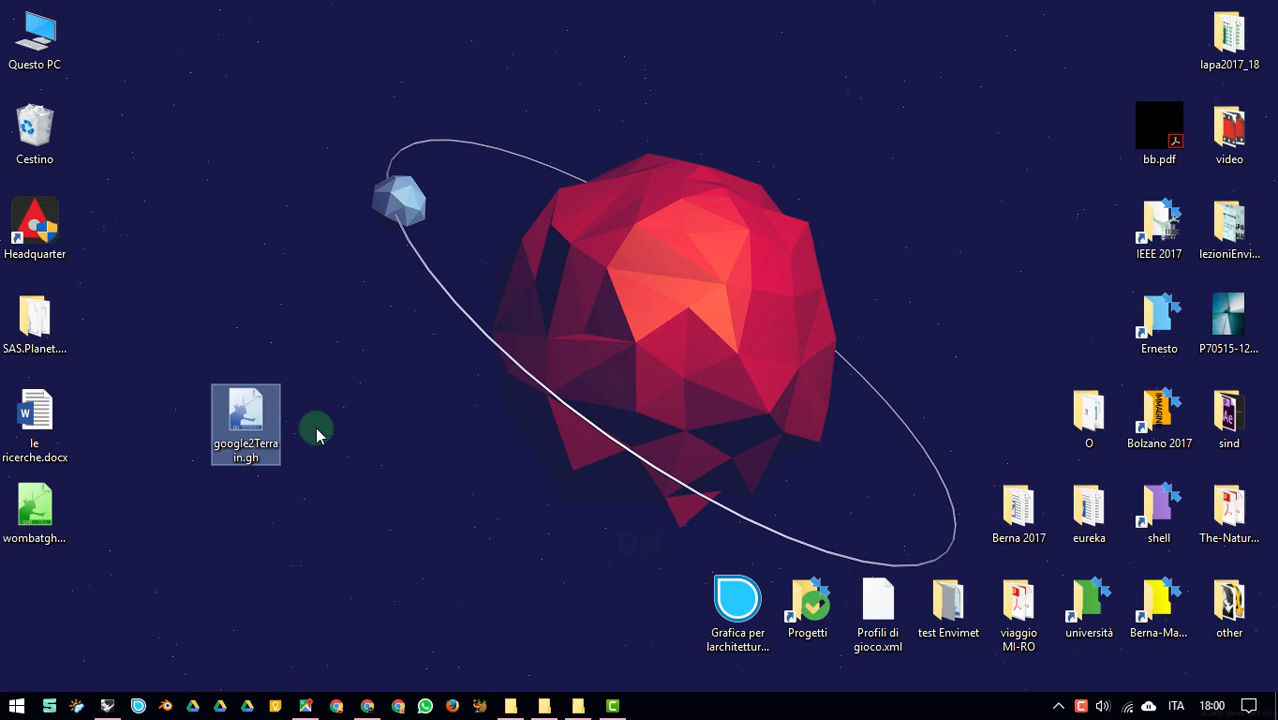 Questo PC
Cestino
Headquarter
SAS.Planet....
le
ricerche.docx
wombatgh...
google2Terra
in.gh
lapa2017_18
bb.pdf
video
IEEE 2017
lezioniEnvi...
Ernesto
P70515-12...
O
Bolzano 2017
sind
Berna 2017
eureka
shell
The-Natur...
Grafica per
larchitettur...
Progetti
Profili di
gioco.xml
test Envimet
viaggio
MI-RO
università
Berna-Ma...
other
ITA
18:00